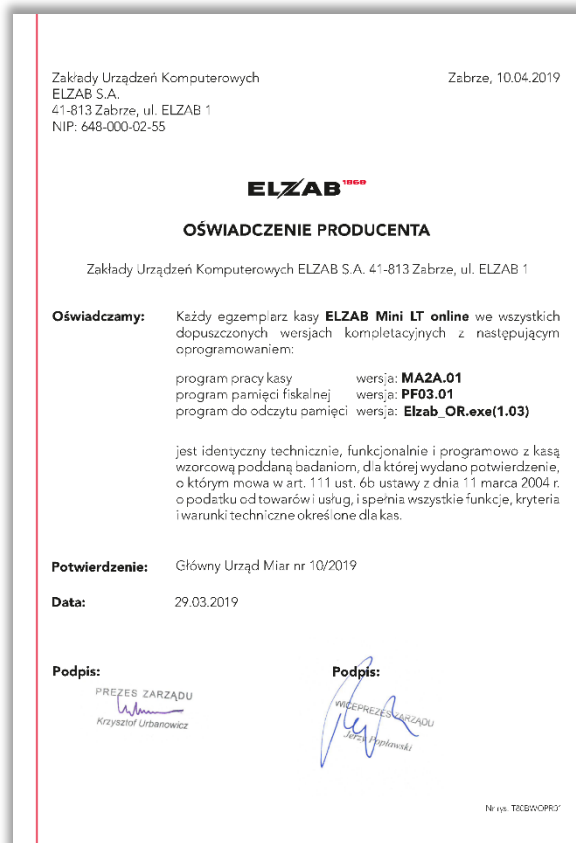 Zakłady Urządzeń Komputerowych
ELZAB S.A.
41-813 Zabrze, ul. ELZAB 1
NIP: 648-000-02-55
Zabrze, 10.04.2019
ELZAB 1868
OŚWIADCZENIE PRODUCENTA
Zakłady Urządzeń Komputerowych ELZAB S.A. 41-813 Zabrze, ul. ELZAB 1
Oświadczamy: Każdy egzemplarz kasy ELZAB Mini LT online we wszystkich
dopuszczonych wersjach kompletacyjnych z następującym
oprogramowaniem:
program pracy kasy wersja: MA2A.01
program pamięci fiskalnej wersja: PF03.01
program do odczytu pamięci wersja: Elzab_OR.exe(1.03)
jest identyczny technicznie, funkcjonalnie i programowo z kasą
wzorcową poddaną badaniom, dla której wydano potwierdzenie,
o którym mowa w art. 111 ust. 6b ustawy z dnia 11 marca 2004 r.
o podatku od towarów i usług, i spełnia wszystkie funkcje, kryteria
i warunki techniczne określone dla kas.
Potwierdzenie: Główny Urząd Miar nr 10/2019
Data: 29.03.2019
Podpis:
PREZES ZARZĄDU
Krzysztof Urbanowicz
Podpis:
WICEPREZES ZARZĄDU
Jerzy Popławski
Nr rys.